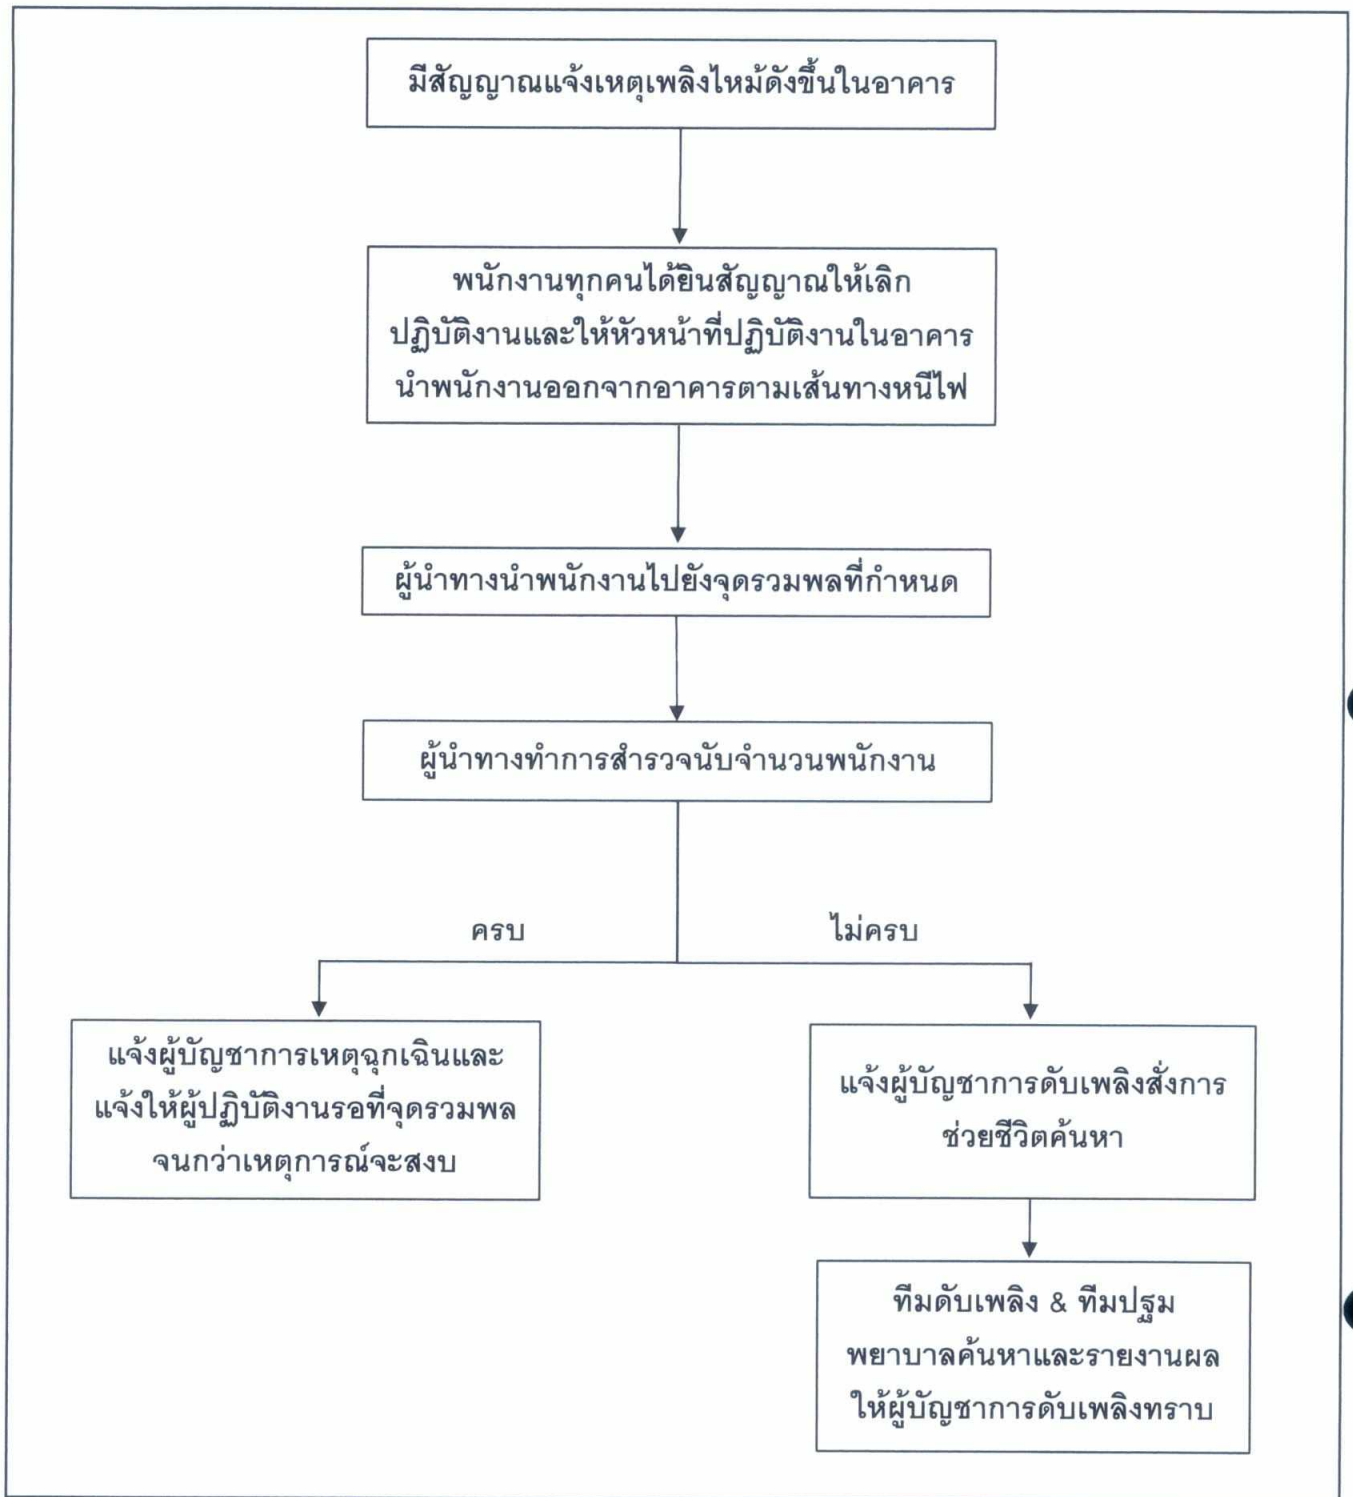 มีสัญญาณแจ้งเหตุเพลิงไหม้ดังขึ้นในอาคาร
พนักงานทุกคนได้ยินสัญญาณให้เลิก
ปฏิบัติงานและให้หัวหน้าที่ปฏิบัติงานในอาคาร
นำพนักงานออกจากอาคารตามเส้นทางหนีไฟ
ผู้นำทางนำพนักงานไปยังจุดรวมพลที่กำหนด
ผู้นำทางทำการสำรวจนับจำนวนพนักงาน
ครบ
ไม่ครบ
แจ้งผู้บัญชาการเหตุฉุกเฉินและ
แจ้งให้ผู้ปฏิบัติงานรอที่จุดรวมพล
จนกว่าเหตุการณ์จะสงบ
แจ้งผู้บัญชาการดับเพลิงสั่งการ
ช่วยชีวิตค้นหา
ทีมดับเพลิง & ทีมปฐม
พยาบาลค้นหาและรายงานผล
ให้ผู้บัญชาการดับเพลิงทราบ